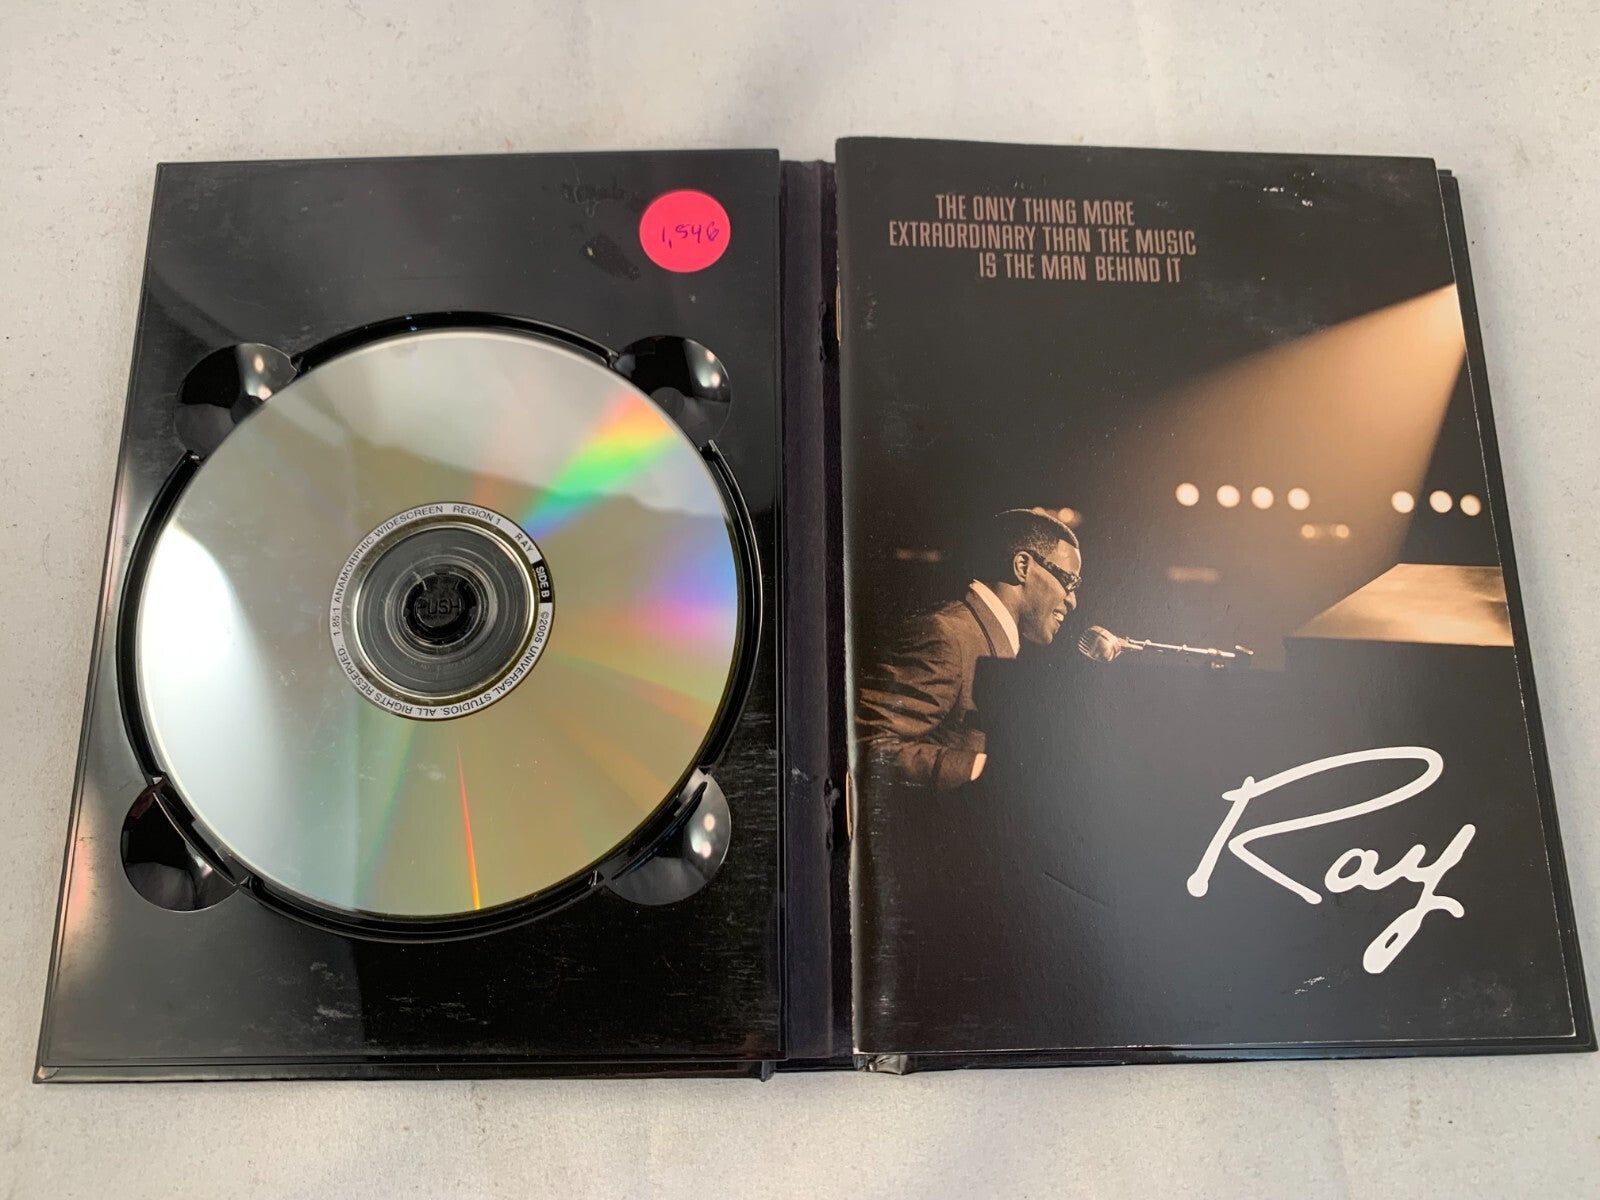 1,546
1.85:1 ANAMORPHIC WIDESCREEN REGION 1 RAY SIDE B ©2005 UNIVERSAL STUDIOS. ALL RIGHTS RESERVED.
PUSH
THE ONLY THING MORE
EXTRAORDINARY THAN THE MUSIC
IS THE MAN BEHIND IT
Ray